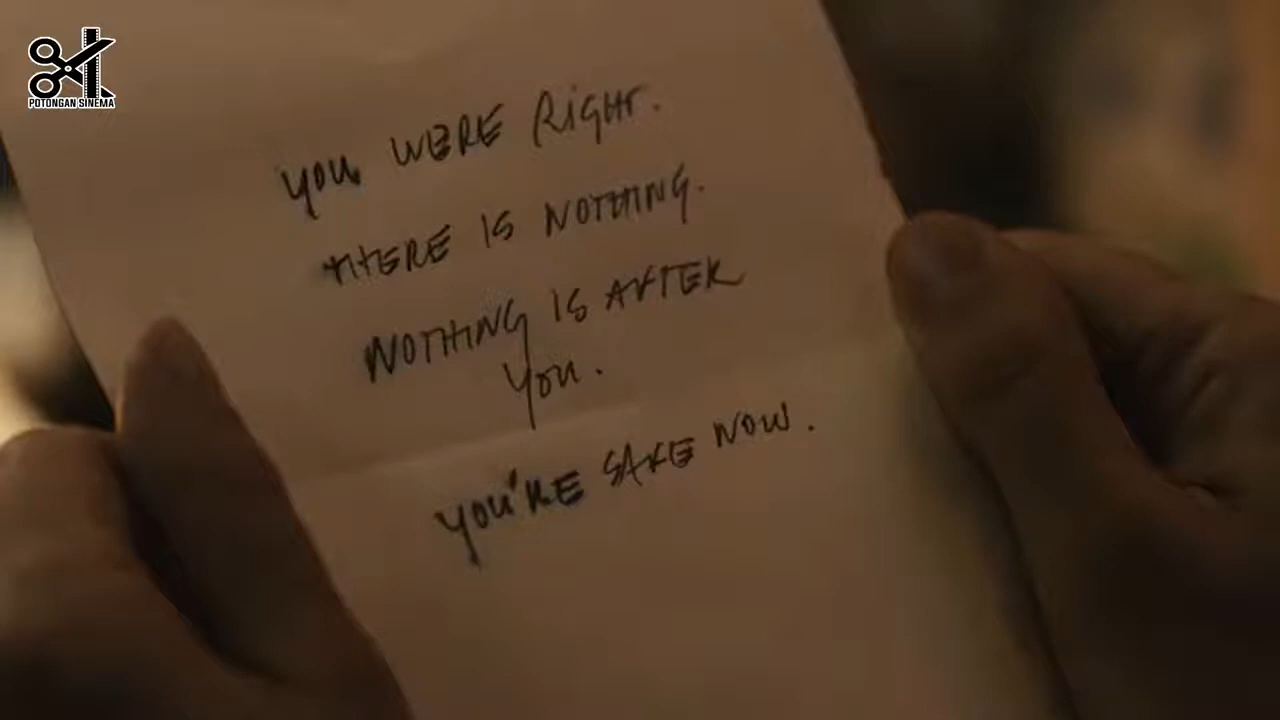 POTONGAN SINEMA
YOU WERE RIGHT.
THERE IS NOTHING.
NOTHING IS AFTER
YOU.
YOU'RE SAFE NOW.